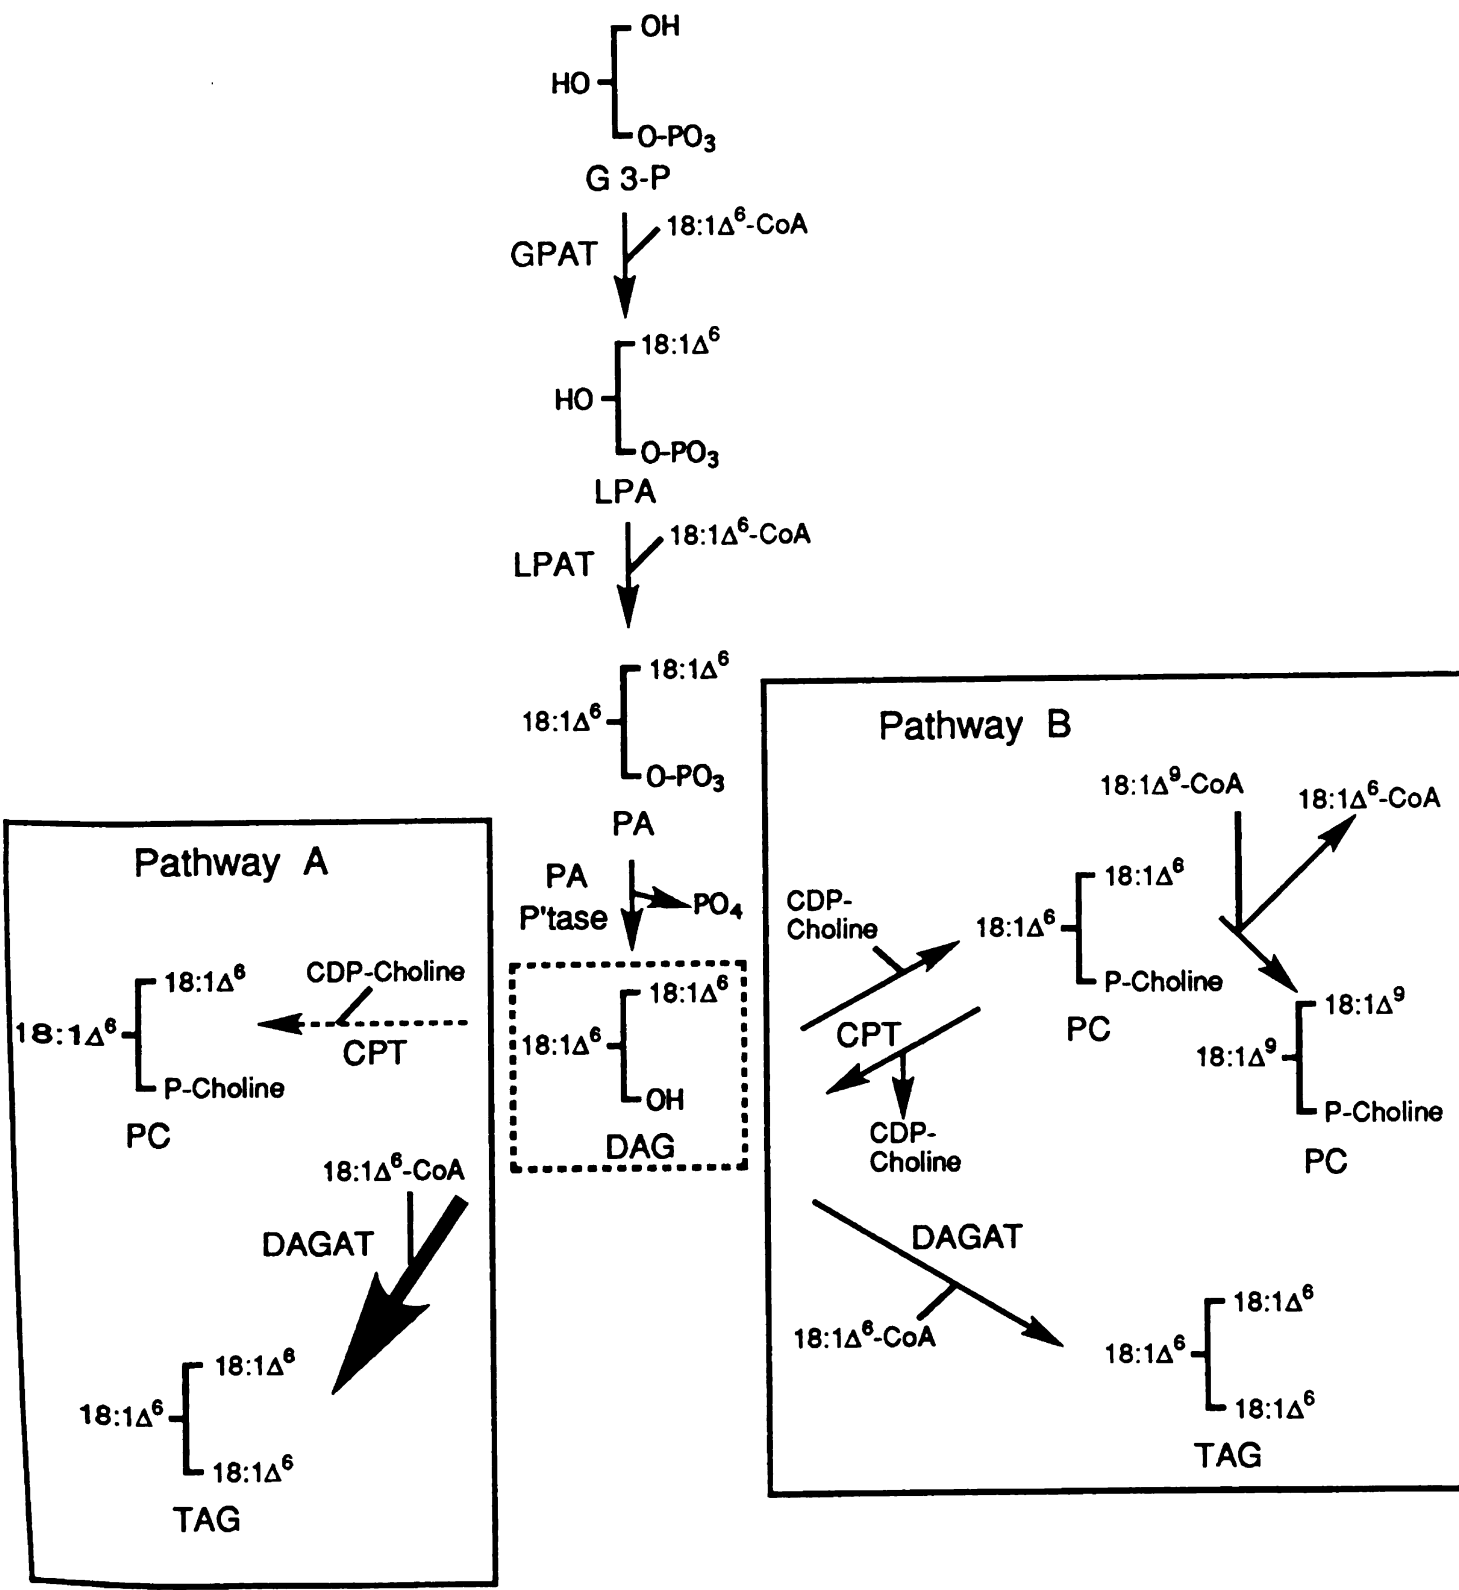 OH
HO
O-PO₃
G 3-P
18:1Δ⁶-CoA
GPAT
18:1Δ⁶
HO
O-PO₃
LPA
18:1Δ⁶-CoA
LPAT
18:1Δ⁶
18:1Δ⁶
O-PO₃
PA
PA
P'tase
PO₄
18:1Δ⁶
18:1Δ⁶
OH
DAG
Pathway A
18:1Δ⁶
CDP-Choline
18:1Δ⁶
CPT
P-Choline
PC
18:1Δ⁶-CoA
DAGAT
18:1Δ⁶
18:1Δ⁶
18:1Δ⁶
TAG
Pathway B
18:1Δ⁹-CoA
18:1Δ⁶-CoA
CDP-
Choline
18:1Δ⁶
18:1Δ⁶
P-Choline
PC
CPT
18:1Δ⁹
18:1Δ⁹
P-Choline
PC
CDP-
Choline
DAGAT
18:1Δ⁶-CoA
18:1Δ⁶
18:1Δ⁶
18:1Δ⁶
TAG